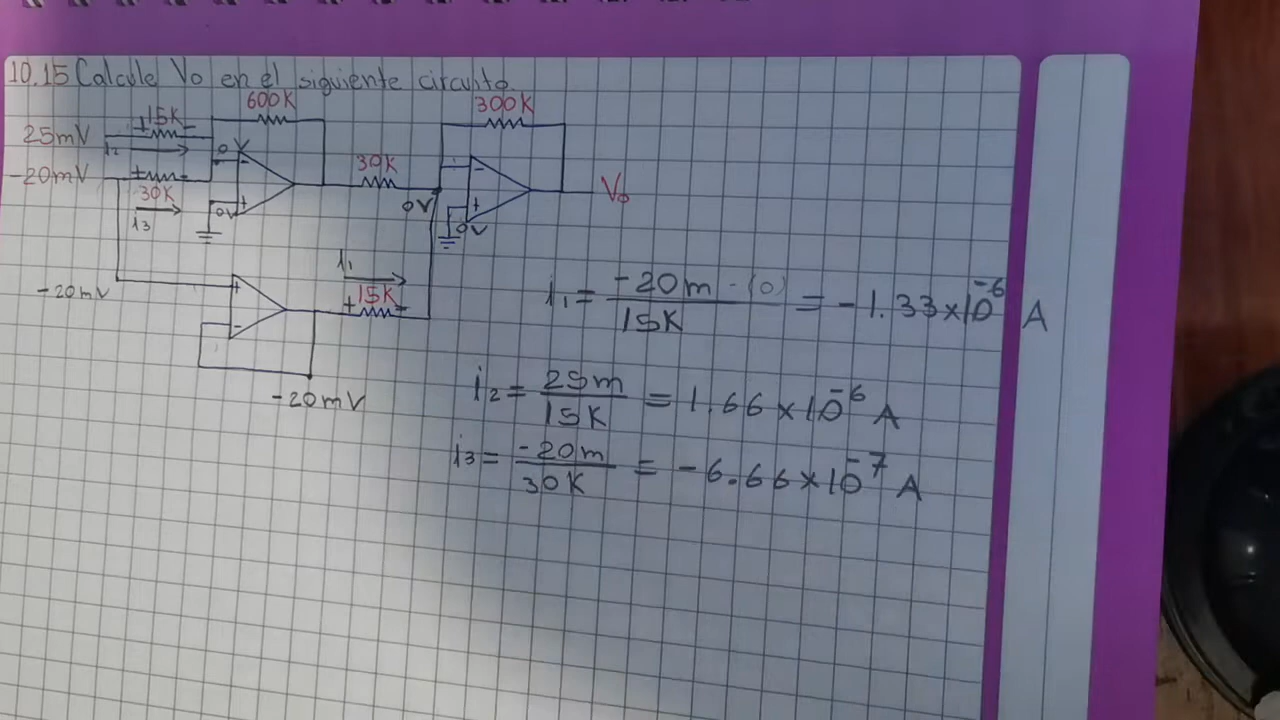 10.15 Calcule Vo en el siguiente circuito.
600K 300K
+15K-
25mV
i2
0V -
-20mV
+ -
30K
30K
i3
0V +
0V
-
+
0V
Vo
i1
-20mV
+
-
15K
+ -
-20mV
i1 = -20m - (0) / 15K = -1.33x10^-6 A
i2 = 25m / 15K = 1.66x10^-6 A
i3 = -20m / 30K = -6.66x10^-7 A